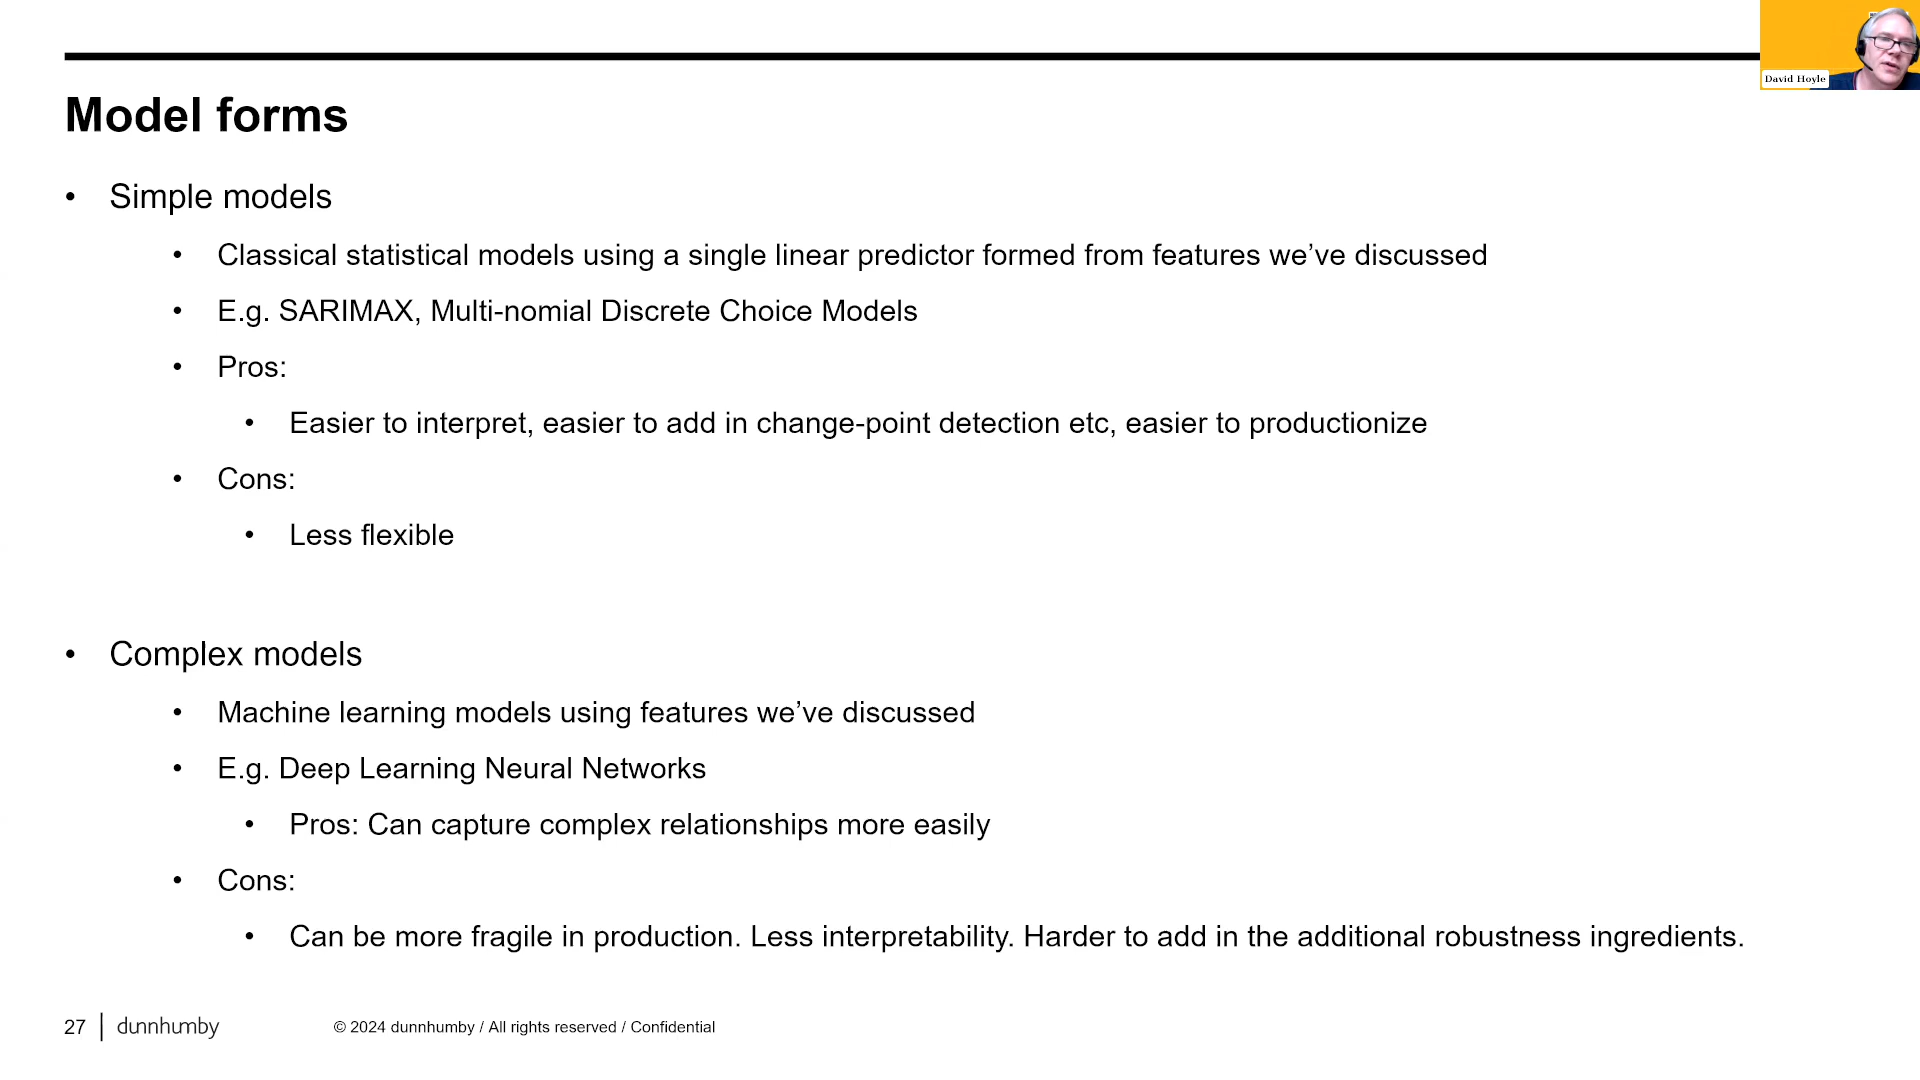 David Hoyle
Model forms
• Simple models
• Classical statistical models using a single linear predictor formed from features we’ve discussed
• E.g. SARIMAX, Multi-nomial Discrete Choice Models
• Pros:
• Easier to interpret, easier to add in change-point detection etc, easier to productionize
• Cons:
• Less flexible
• Complex models
• Machine learning models using features we’ve discussed
• E.g. Deep Learning Neural Networks
• Pros: Can capture complex relationships more easily
• Cons:
• Can be more fragile in production. Less interpretability. Harder to add in the additional robustness ingredients.
27 | dunnhumby © 2024 dunnhumby / All rights reserved / Confidential